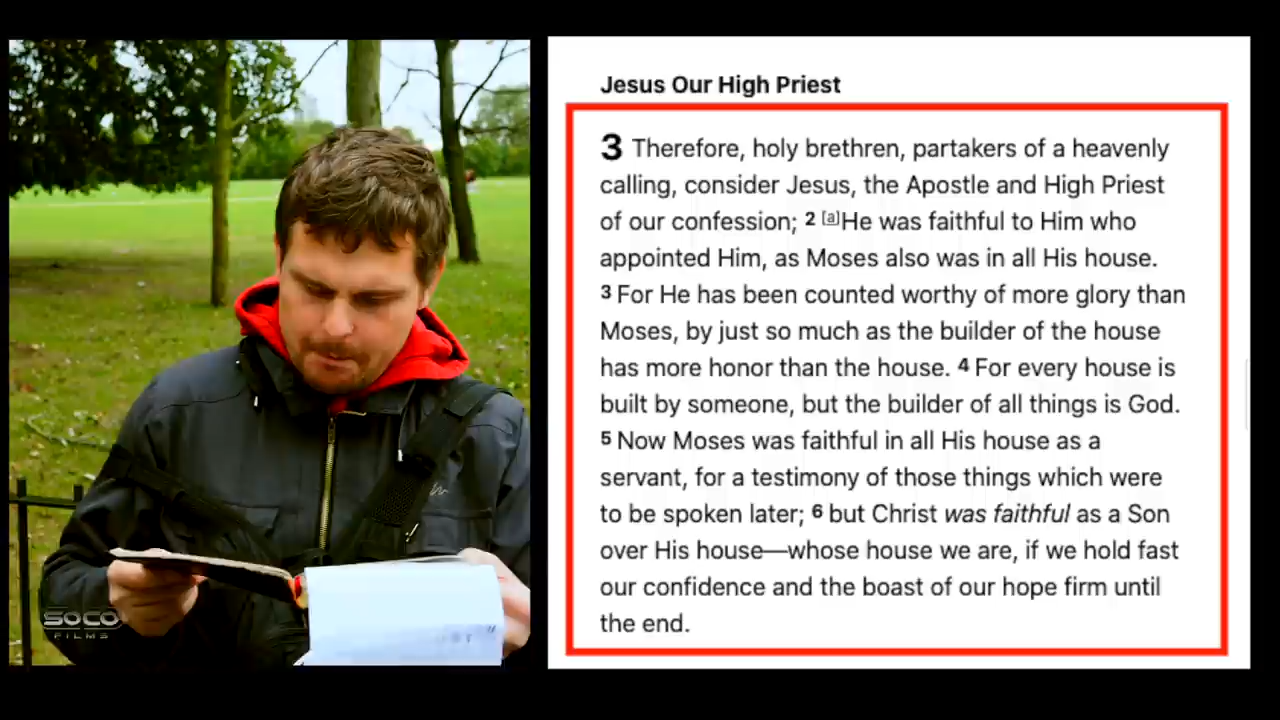 Jesus Our High Priest
3 Therefore, holy brethren, partakers of a heavenly
calling, consider Jesus, the Apostle and High Priest
of our confession; 2 [a]He was faithful to Him who
appointed Him, as Moses also was in all His house.
3 For He has been counted worthy of more glory than
Moses, by just so much as the builder of the house
has more honor than the house. 4 For every house is
built by someone, but the builder of all things is God.
5 Now Moses was faithful in all His house as a
servant, for a testimony of those things which were
to be spoken later; 6 but Christ was faithful as a Son
over His house—whose house we are, if we hold fast
our confidence and the boast of our hope firm until
the end.
SOCO
FILMS